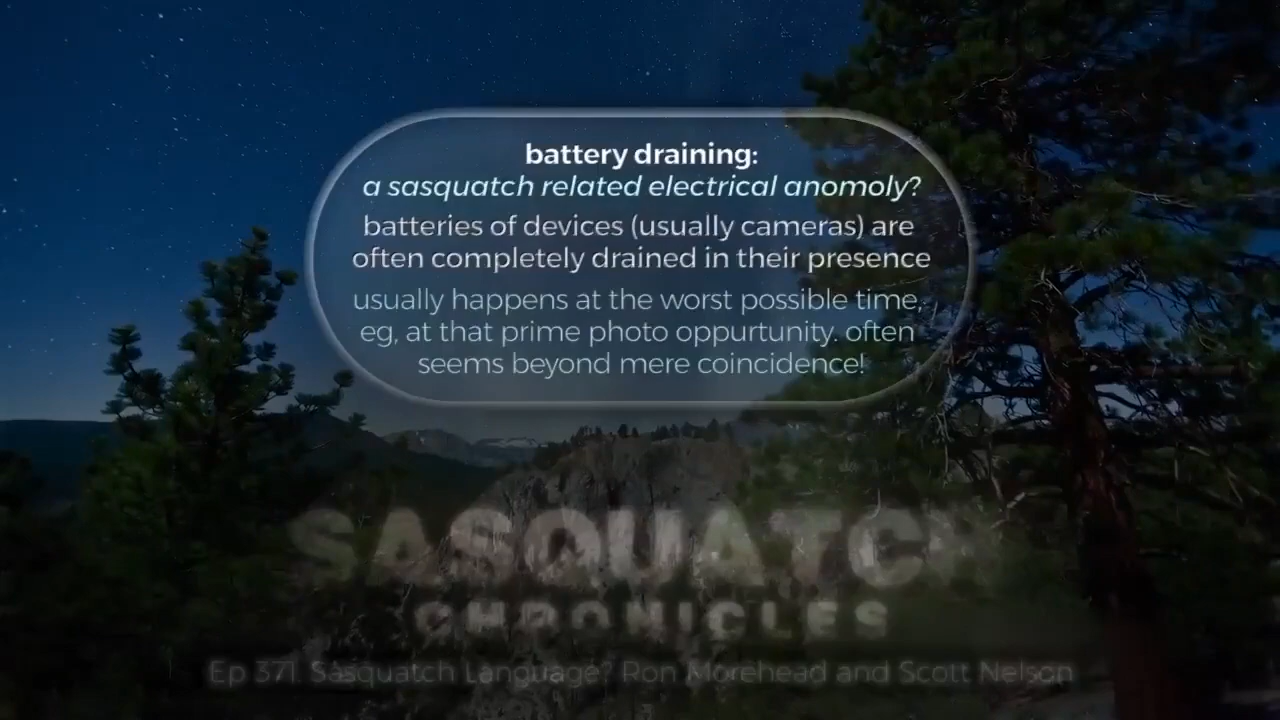 battery draining:
a sasquatch related electrical anomoly?
batteries of devices (usually cameras) are
often completely drained in their presence
usually happens at the worst possible time,
eg, at that prime photo oppurtunity. often
seems beyond mere coincidence!
SASQUATCH
CHRONICLES
Ep 371. Sasquatch Language? Ron Morehead and Scott Nelson